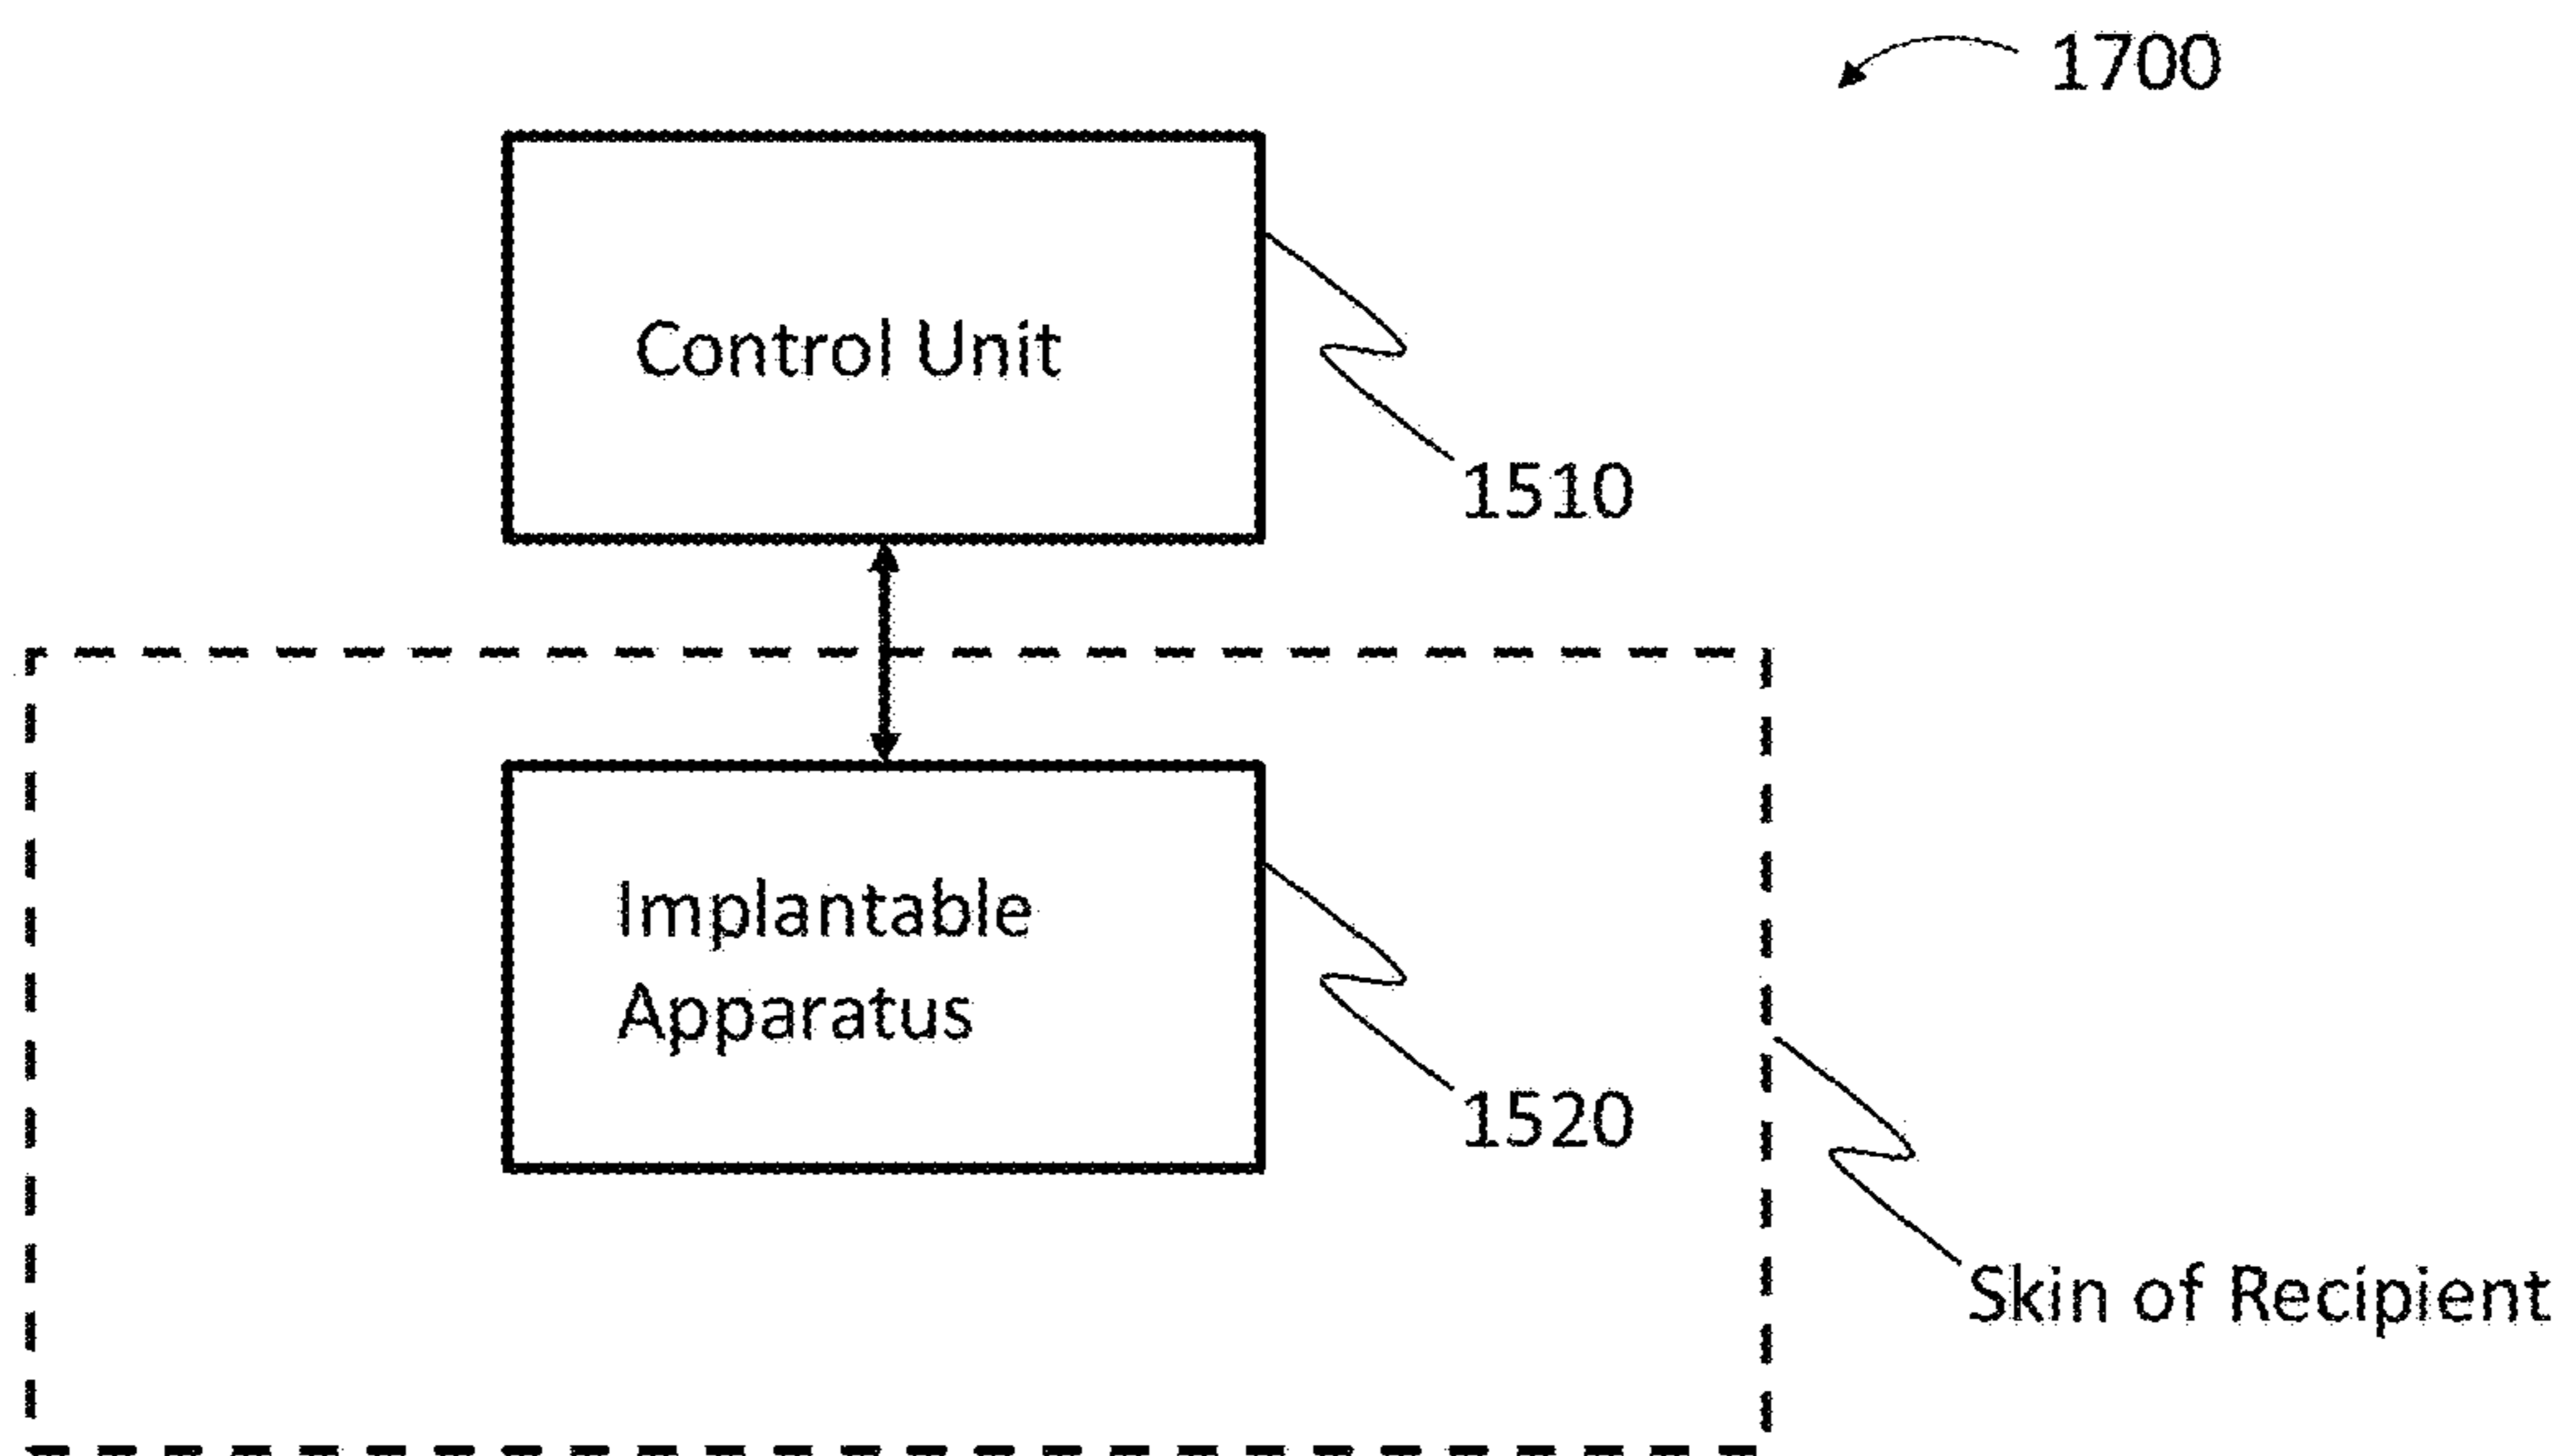 1700
Control Unit
1510
Implantable
Apparatus
1520
Skin of Recipient